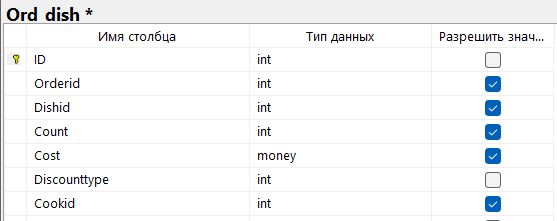 Ord dish *
Имя столбца Тип данных Разрешить знач...
ID int
Orderid int
Dishid int
Count int
Cost money
Discounttype int
Cookid int